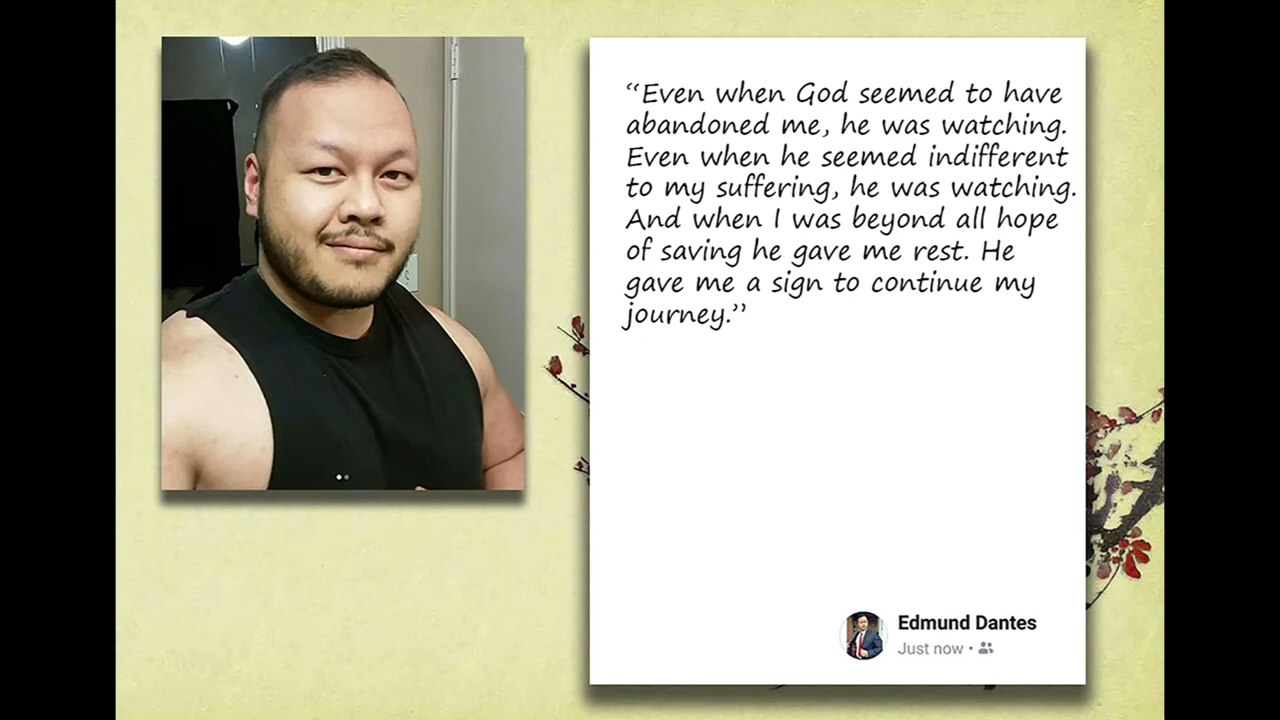 “Even when God seemed to have
abandoned me, he was watching.
Even when he seemed indifferent
to my suffering, he was watching.
And when I was beyond all hope
of saving he gave me rest. He
gave me a sign to continue my
journey.”
Edmund Dantes
Just now •